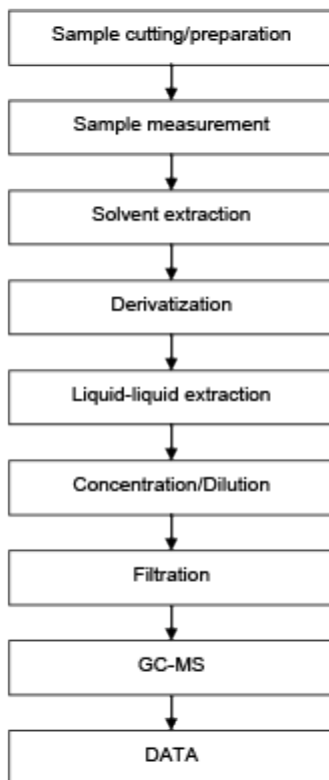 Sample cutting/preparation
Sample measurement
Solvent extraction
Derivatization
Liquid-liquid extraction
Concentration/Dilution
Filtration
GC-MS
DATA